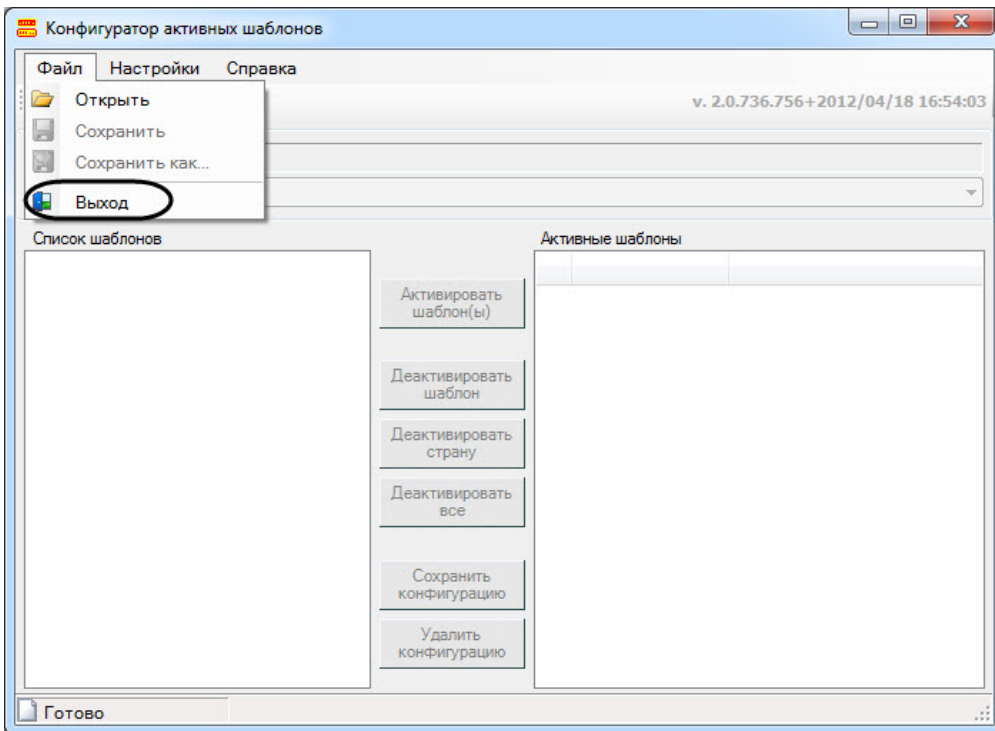 Конфигуратор активных шаблонов
Файл Настройки Справка
Открыть
v. 2.0.736.756+2012/04/18 16:54:03
Сохранить
Сохранить как...
Выход
Список шаблонов
Активные шаблоны
Активировать
шаблон(ы)
Деактивировать
шаблон
Деактивировать
страну
Деактивировать
все
Сохранить
конфигурацию
Удалить
конфигурацию
Готово